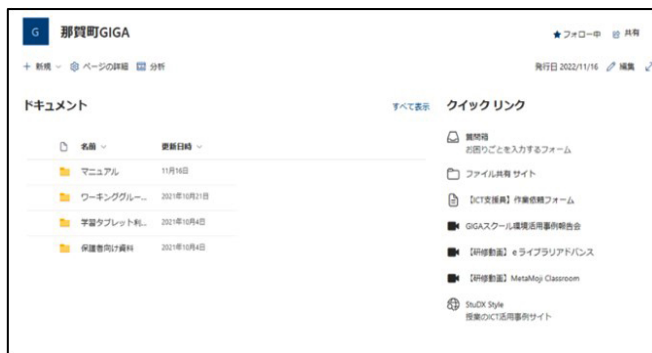 G 那賀町GIGA
★フォロー中 共有
+ 新規 ページの詳細 分析
発行日 2022/11/16 編集
ドキュメント
すべて表示
名前 更新日時
マニュアル 11月16日
ワーキンググルー... 2021年10月21日
学習タブレット利... 2021年10月4日
保護者向け資料 2021年10月4日
クイック リンク
質問箱
お困りごとを入力するフォーム
ファイル共有 サイト
【ICT支援員】作業依頼フォーム
GIGAスクール環境活用事例報告会
【研修動画】eライブラリアドバンス
【研修動画】MetaMoji Classroom
StuDX Style
授業のICT活用事例サイト